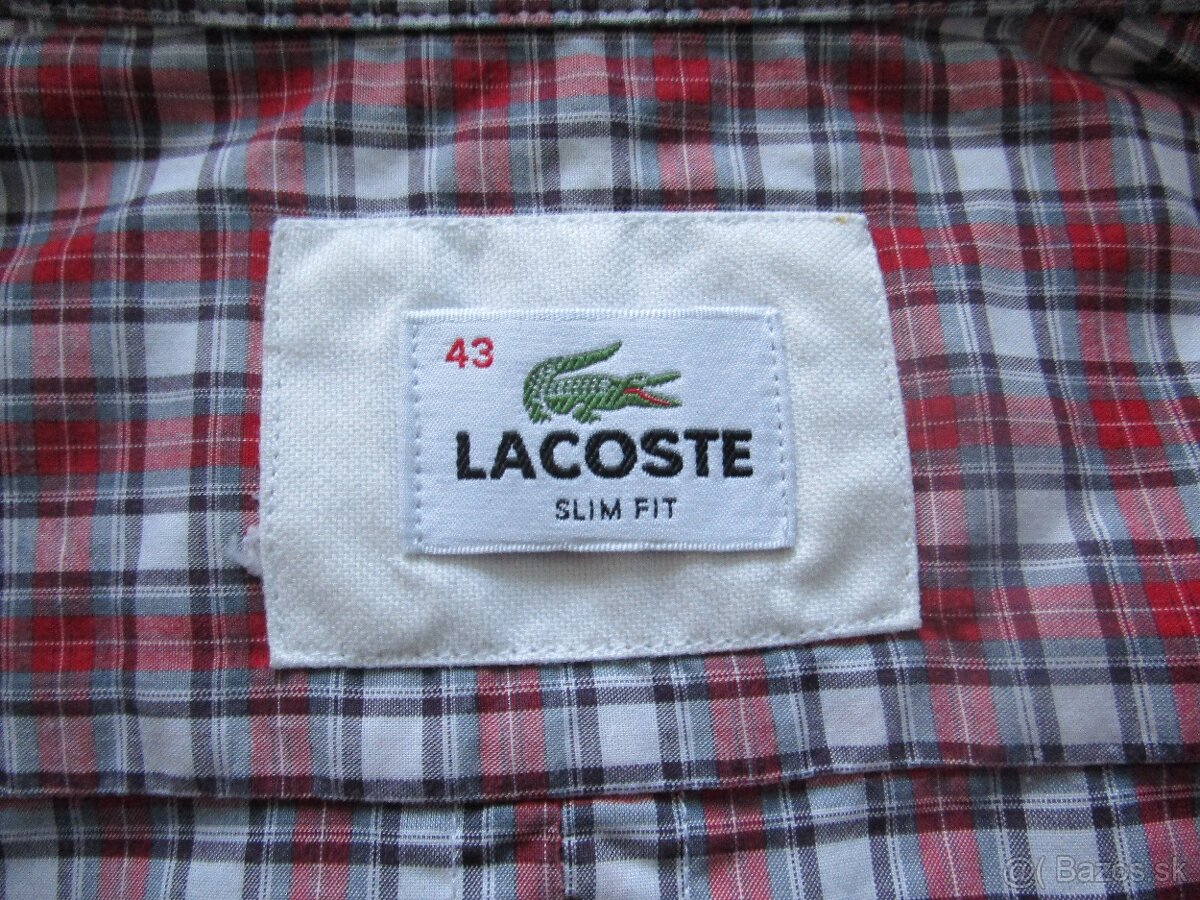 43
LACOSTE
SLIM FIT
@( Bazos.sk